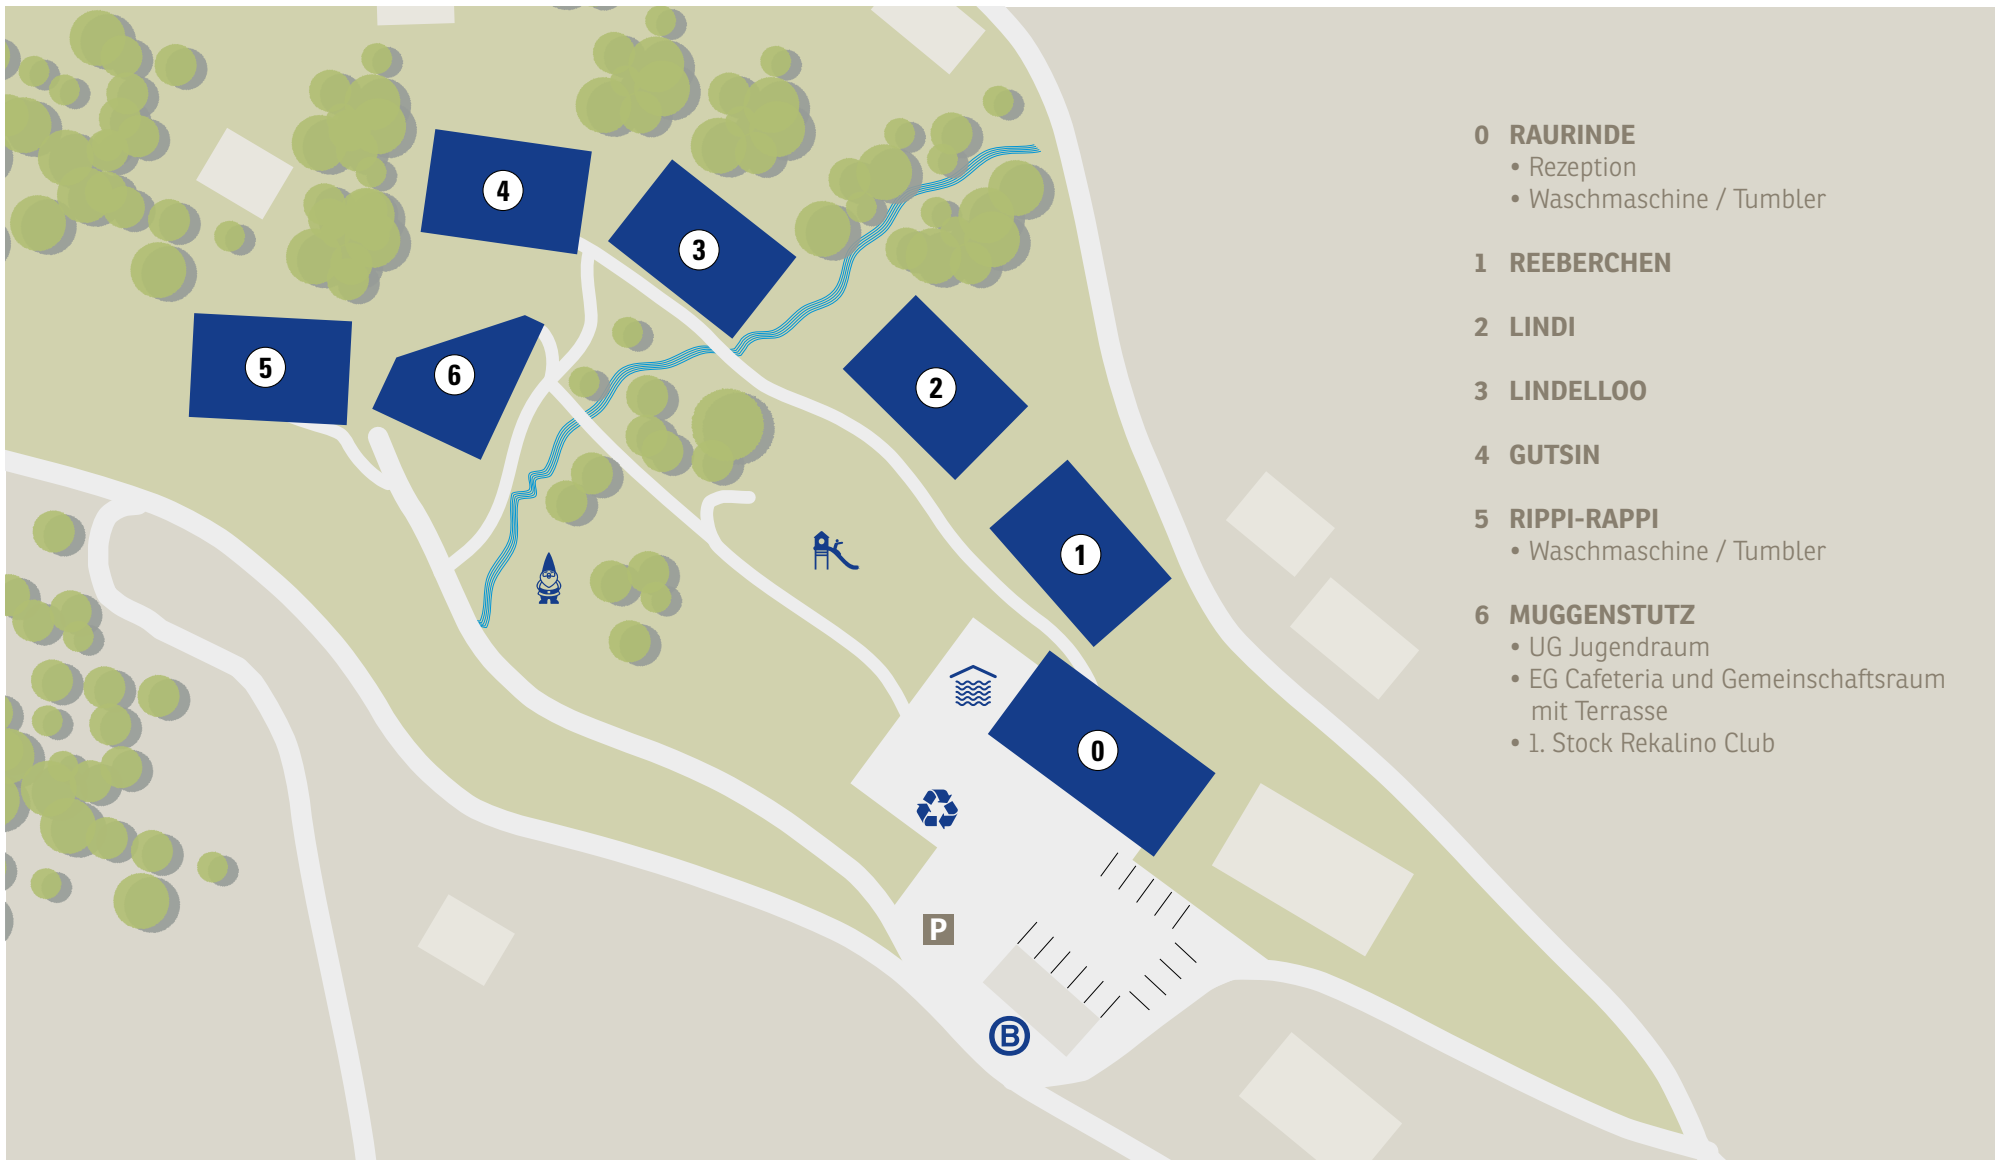 4
3
5
6
2
1
0
P
B
0 RAURINDE
• Rezeption
• Waschmaschine / Tumbler
1 REEBERCHEN
2 LINDI
3 LINDELLOO
4 GUTSIN
5 RIPPI-RAPPI
• Waschmaschine / Tumbler
6 MUGGENSTUTZ
• UG Jugendraum
• EG Cafeteria und Gemeinschaftsraum
mit Terrasse
• 1. Stock Rekalino Club